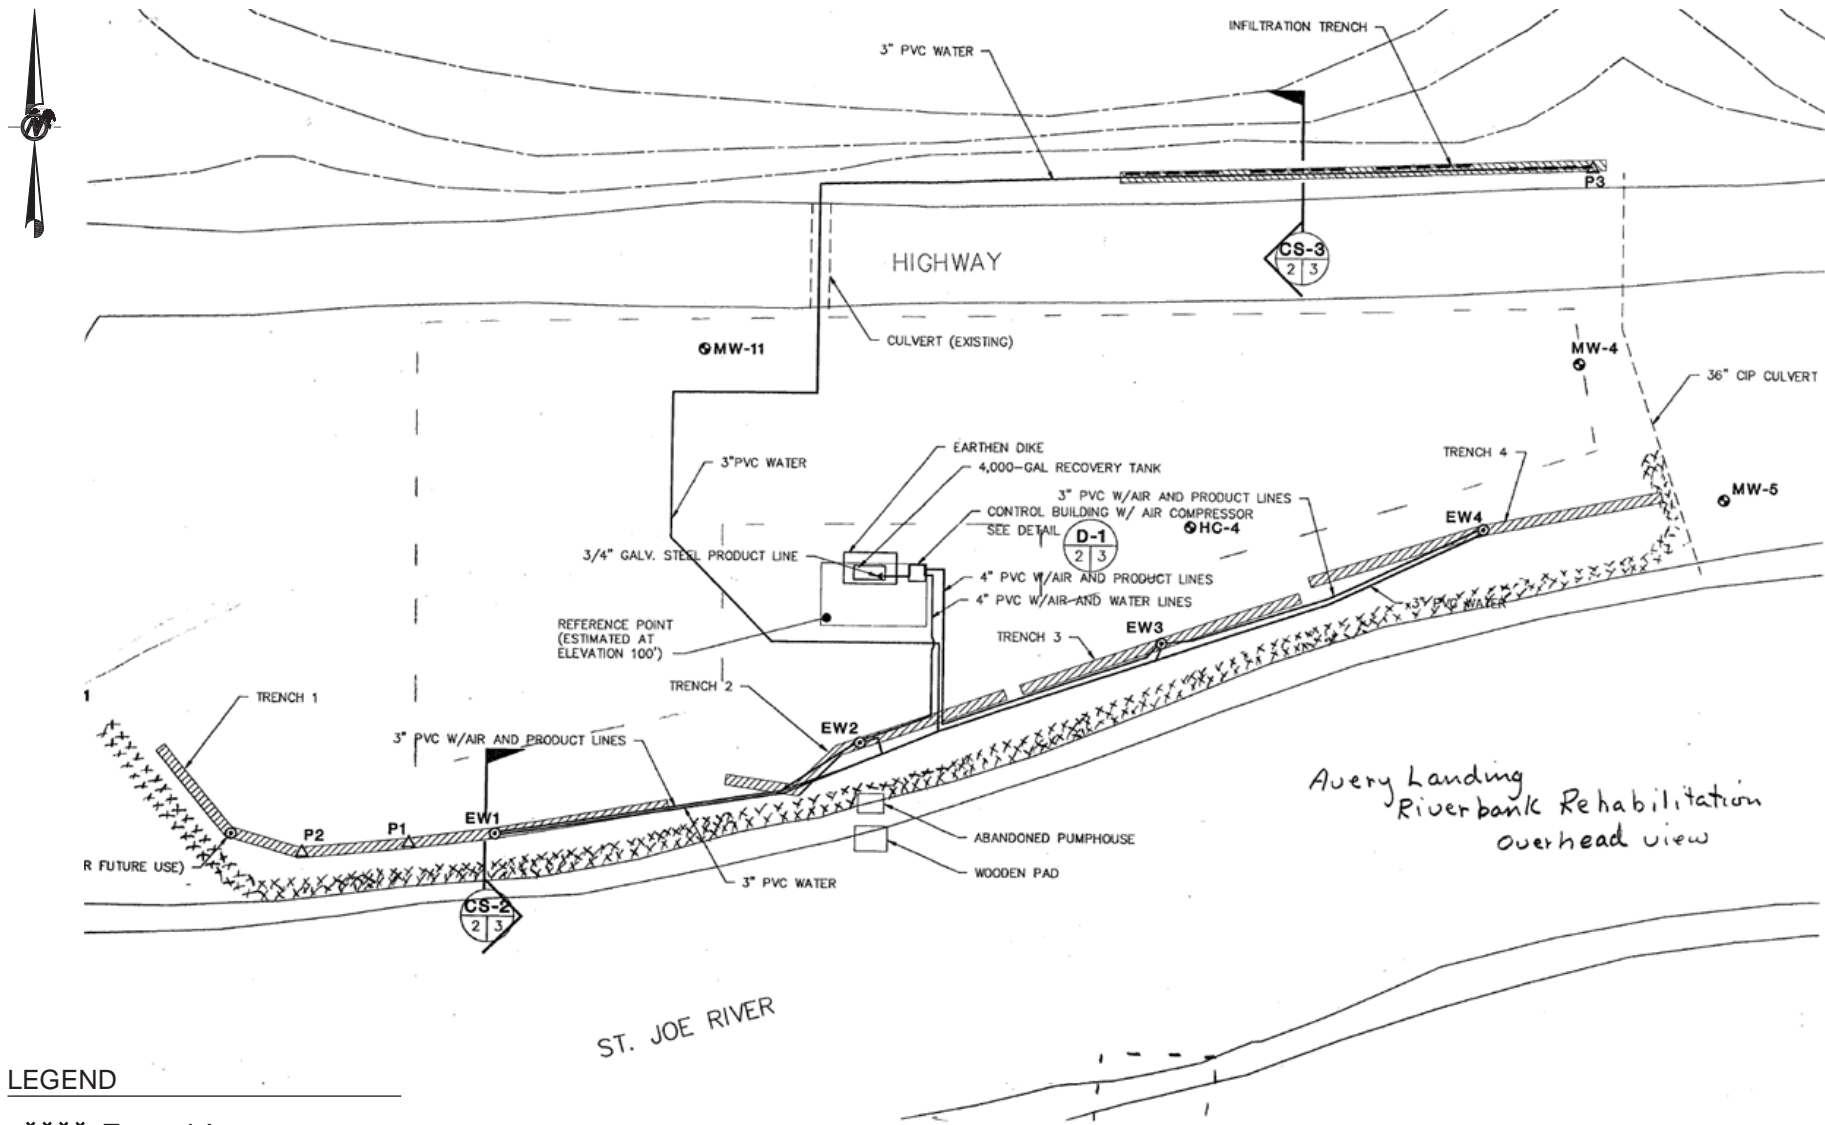 INFILTRATION TRENCH
3" PVC WATER
P3
CS-3
2 3
HIGHWAY
CULVERT (EXISTING)
MW-11
MW-4
36" CIP CULVERT
EARTHEN DIKE
TRENCH 4
3"PVC WATER
4,000-GAL RECOVERY TANK
3" PVC W/AIR AND PRODUCT LINES
MW-5
CONTROL BUILDING W/ AIR COMPRESSOR
SEE DETAIL
D-1
2 3
HC-4
EW4
3/4" GALV. STEEL PRODUCT LINE
4" PVC W/AIR AND PRODUCT LINES
4" PVC W/AIR AND WATER LINES
3" PVC WATER
REFERENCE POINT
(ESTIMATED AT
ELEVATION 100')
EW3
TRENCH 3
TRENCH 2
1
TRENCH 1
EW2
3" PVC W/AIR AND PRODUCT LINES
Avery Landing
Riverbank Rehabilitation
Overhead view
EW1
P1
P2
ABANDONED PUMPHOUSE
R FUTURE USE)
WOODEN PAD
3" PVC WATER
CS-2
2 3
ST. JOE RIVER
LEGEND